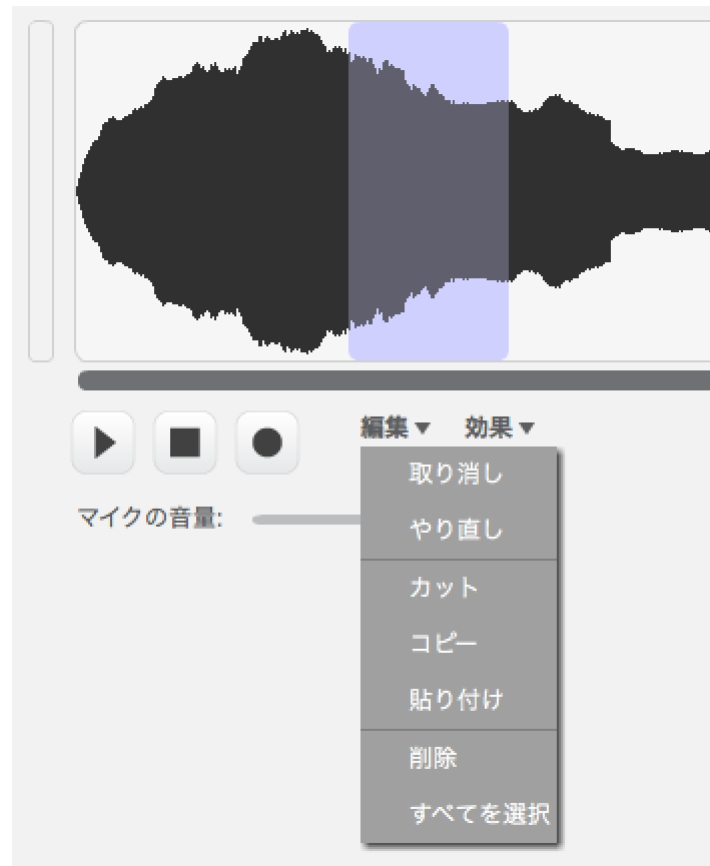 編集▼ 効果▼
取り消し
マイクの音量:
やり直し
カット
コピー
貼り付け
削除
すべてを選択